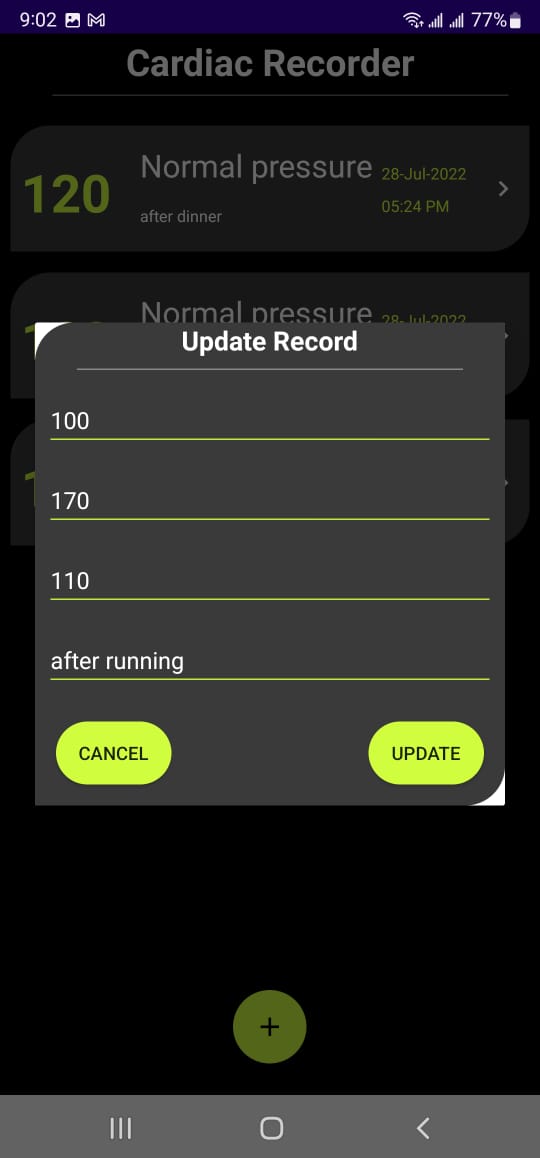 9:02 77%
Cardiac Recorder
120
Normal pressure
28-Jul-2022
after dinner
05:24 PM
Normal pressure
28-Jul-2022
Update Record
100
170
110
after running
CANCEL
UPDATE
+